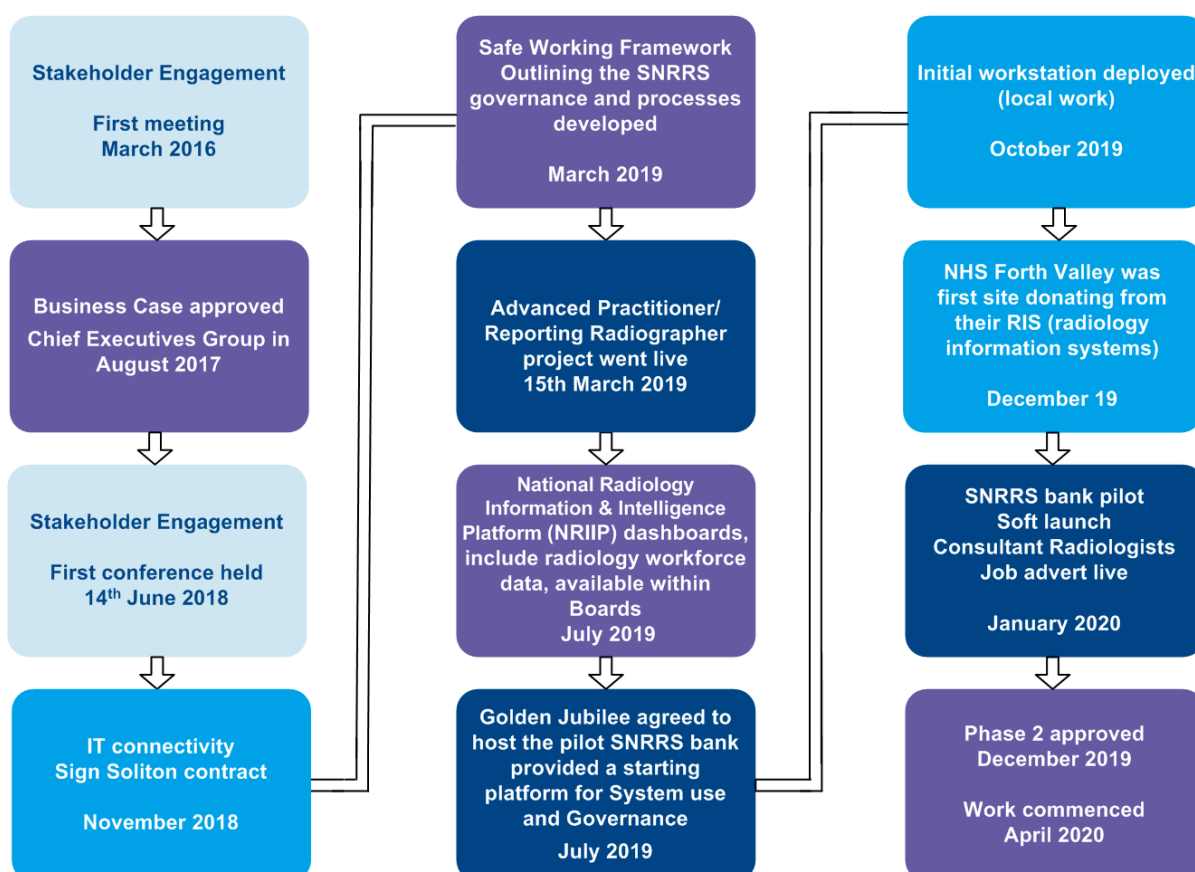 Stakeholder Engagement
First meeting
March 2016
Business Case approved
Chief Executives Group in
August 2017
Stakeholder Engagement
First conference held
14th June 2018
IT connectivity
Sign Soliton contract
November 2018
Safe Working Framework
Outlining the SNRRS
governance and processes
developed
March 2019
Advanced Practitioner/
Reporting Radiographer
project went live
15th March 2019
National Radiology
Information & Intelligence
Platform (NRIIP) dashboards,
include radiology workforce
data, available within
Boards
July 2019
Golden Jubilee agreed to
host the pilot SNRRS bank
provided a starting
platform for System use
and Governance
July 2019
Initial workstation deployed
(local work)
October 2019
NHS Forth Valley was
first site donating from
their RIS (radiology
information systems)
December 19
SNRRS bank pilot
Soft launch
Consultant Radiologists
Job advert live
January 2020
Phase 2 approved
December 2019
Work commenced
April 2020